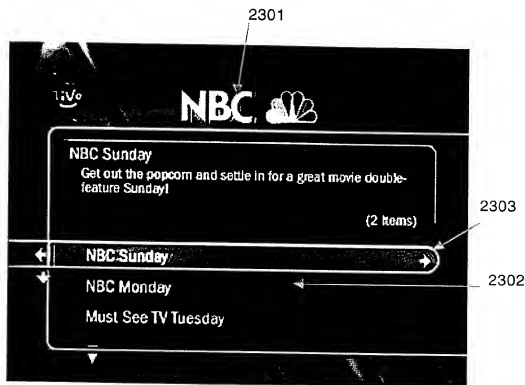 2301
TiVo
NBC
NBC Sunday
Get out the popcorn and settle in for a great movie double-
feature Sunday!
(2 Items)
2303
NBC Sunday
2302
NBC Monday
Must See TV Tuesday